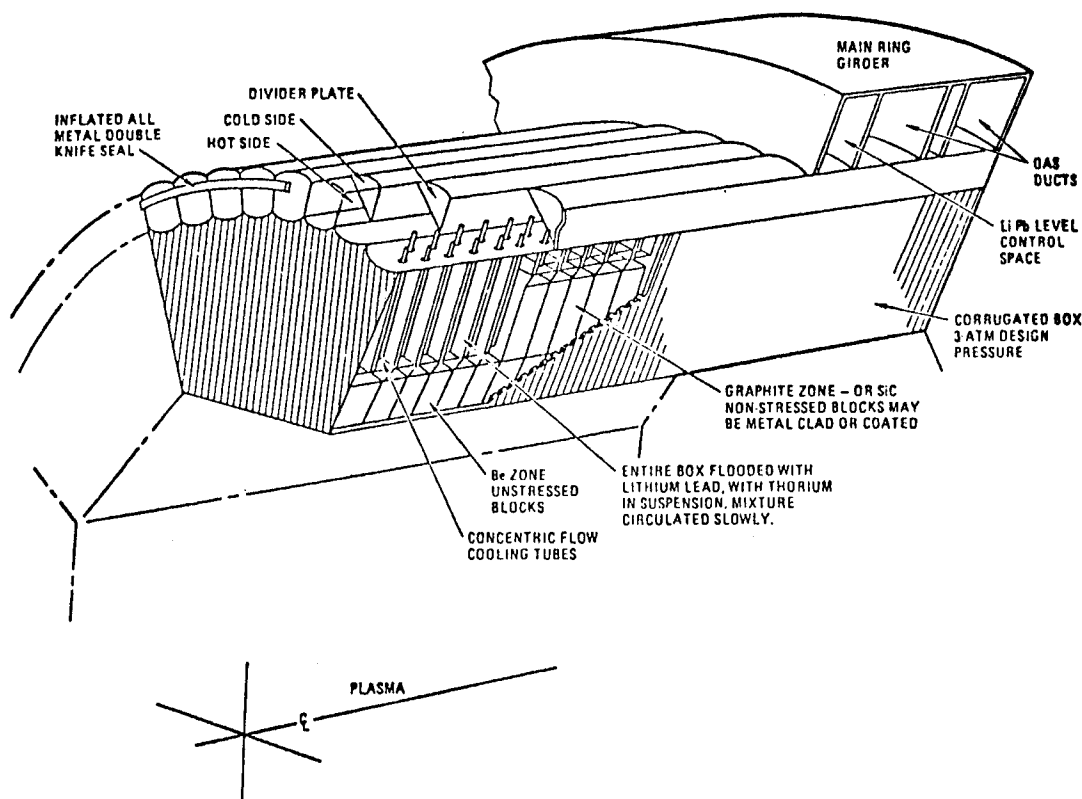 MAIN RING
GIRDER
DIVIDER PLATE
COLD SIDE
HOT SIDE
INFLATED ALL
METAL DOUBLE
KNIFE SEAL
GAS
DUCTS
Li Pb LEVEL
CONTROL
SPACE
CORRUGATED BOX
3-ATM DESIGN
PRESSURE
GRAPHITE ZONE – OR SiC
NON-STRESSED BLOCKS MAY
BE METAL CLAD OR COATED
Be ZONE
UNSTRESSED
BLOCKS
ENTIRE BOX FLOODED WITH
LITHIUM LEAD, WITH THORIUM
IN SUSPENSION, MIXTURE
CIRCULATED SLOWLY.
CONCENTRIC FLOW
COOLING TUBES
PLASMA
℄